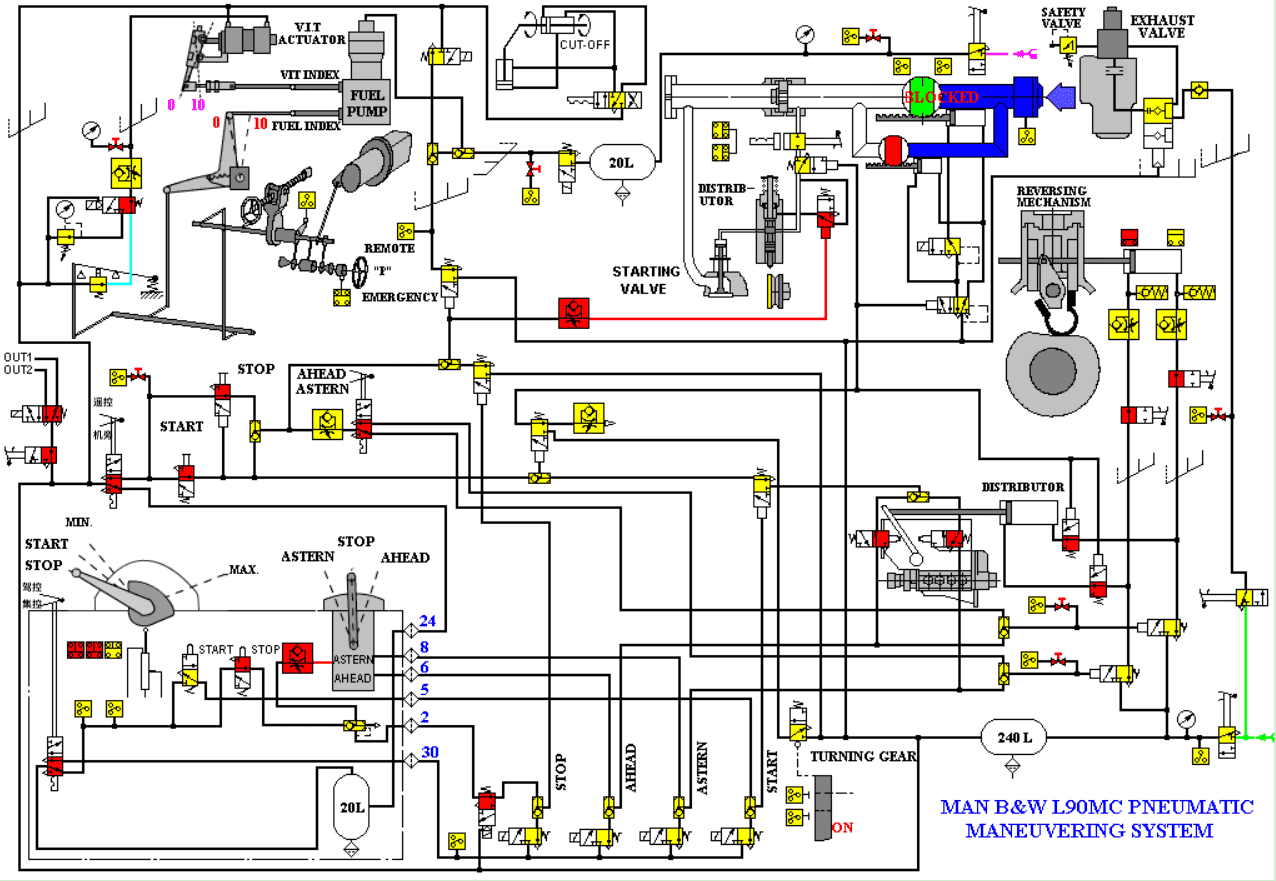 V.I.T
ACTUATOR
VIT INDEX
0 10
FUEL
PUMP
0
10 FUEL INDEX
CUT-OFF
20L
SAFETY
VALVE
EXHAUST
VALVE
BLOCKED
DISTRIB-
UTOR
STARTING
VALVE
REVERSING
MECHANISM
REMOTE
"P"
EMERGENCY
OUT1
OUT2
遥控
机旁
STOP
START
AHEAD
ASTERN
DISTRIBUTOR
MIN.
START
STOP
MAX.
驾控
集控
STOP
ASTERN
AHEAD
START
STOP
ASTERN
AHEAD
24
8
6
5
2
30
20L
STOP
AHEAD
ASTERN
START
TURNING GEAR
ON
240 L
MAN B&W L90MC PNEUMATIC
MANEUVERING SYSTEM